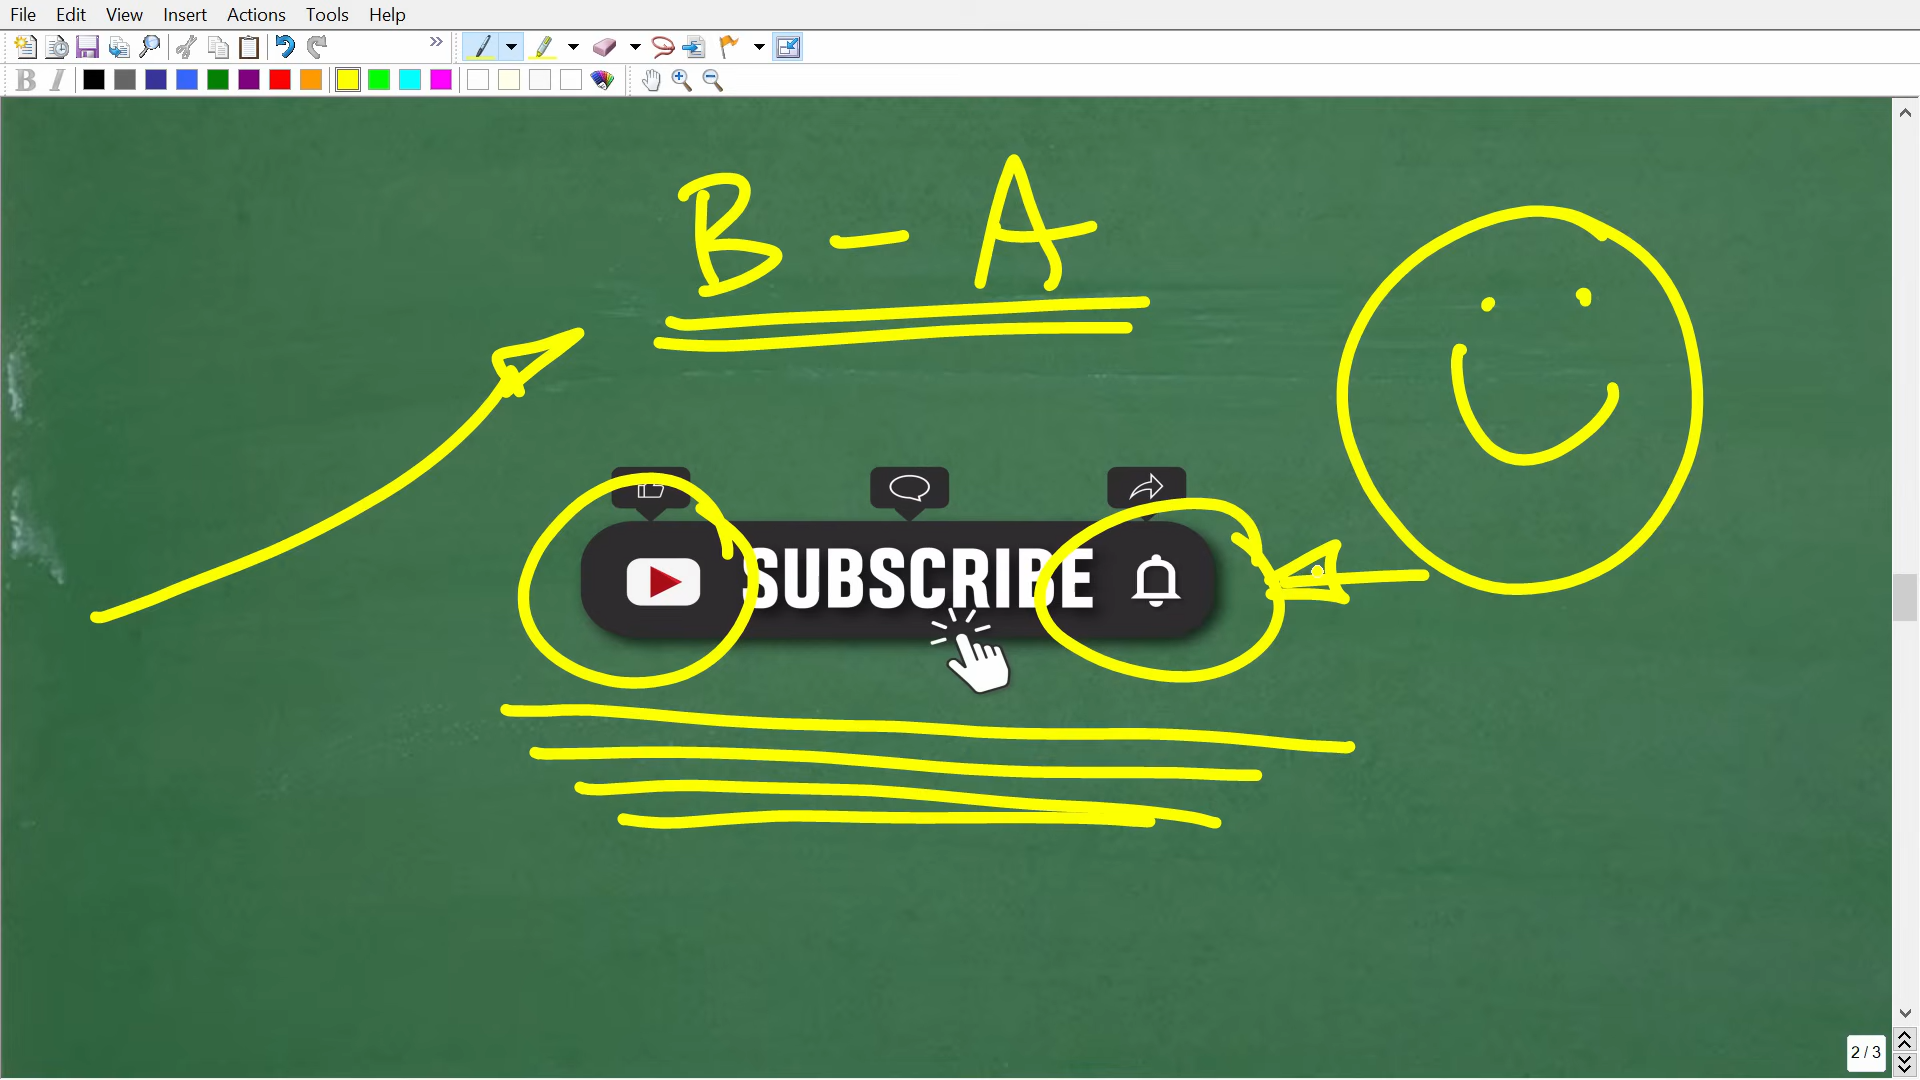 File Edit View Insert Actions Tools Help
B I
B - A
SUBSCRIBE
2 / 3